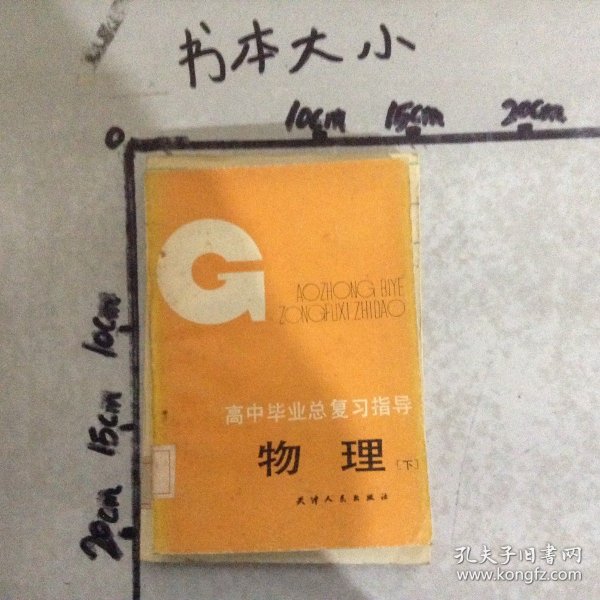 书本大小
10cm 15cm 20cm
0
G
AOZHONG BIYE
ZONGFUXI ZHIDAO
10cm
高中毕业总复习指导
15cm
物理〔下〕
天津人民出版社
20cm
孔夫子旧书网
www.kongfz.com